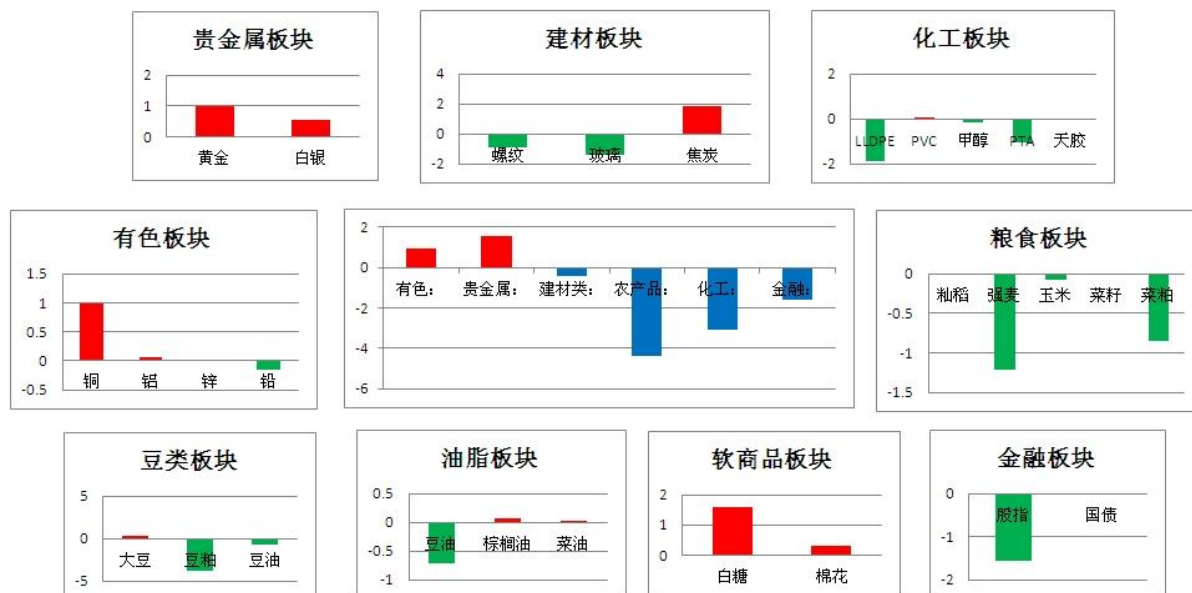 贵金属板块
2
1
0
黄金 白银
建材板块
4
2
0
-2
螺纹 玻璃 焦炭
化工板块
2
0
-2
LLDPE PVC 甲醇 PTA 天胶
有色板块
1.5
1
0.5
0
-0.5
铜 铝 锌 铅
2
0
-2
-4
-6
有色: 贵金属: 建材类: 农产品: 化工: 金融:
粮食板块
0
-0.5
-1
-1.5
籼稻 强麦 玉米 菜籽 菜粕
豆类板块
5
0
-5
大豆 豆粕 豆油
油脂板块
0.5
0
-0.5
-1
豆油 棕榈油 菜油
软商品板块
2
1
0
白糖 棉花
金融板块
0
-1
-2
股指 国债